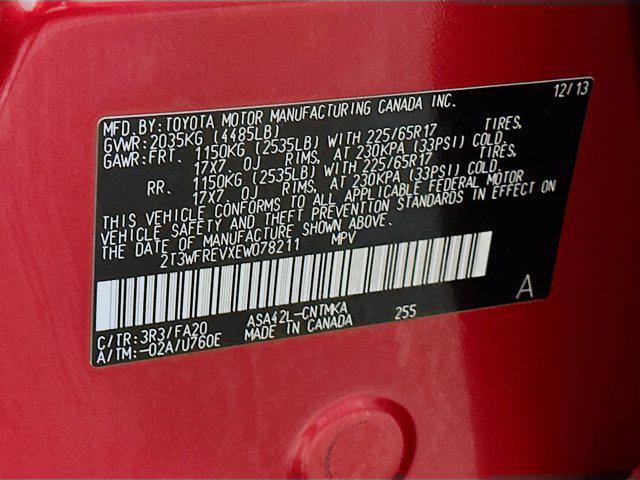 12/13
MFD.BY:TOYOTA MOTOR MANUFACTURING CANADA INC.
GVWR:2035KG (4485LB)
GAWR:FRT. 1150KG (2535LB) WITH 225/65R17 TIRES,
17X7 0J RIMS, AT 230KPA (33PSI) COLD
RR. 1150KG (2535LB) WITH 225/65R17 TIRES,
17X7 0J RIMS, AT 230KPA (33PSI) COLD
THIS VEHICLE CONFORMS TO ALL APPLICABLE FEDERAL MOTOR
VEHICLE SAFETY AND THEFT PREVENTION STANDARDS IN EFFECT ON
THE DATE OF MANUFACTURE SHOWN ABOVE.
2T3WFREVXEW078211 MPV
A
C/TR:3R3/FA20 ASA42L-CNTMKA 255
A/TM:-02A/U760E MADE IN CANADA